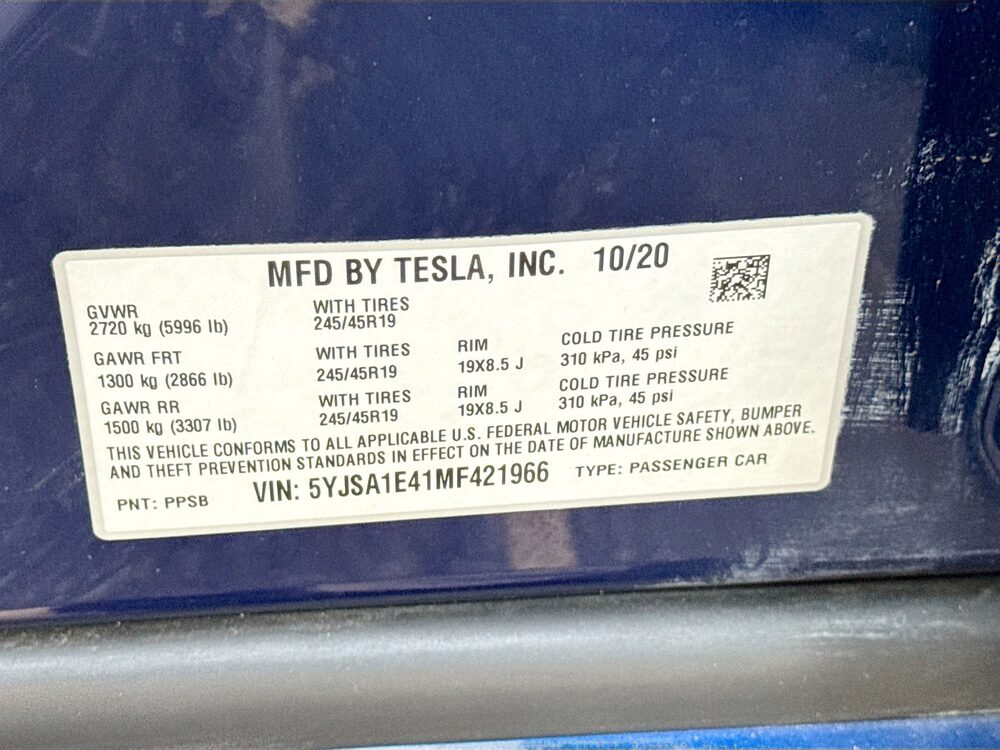 MFD BY TESLA, INC. 10/20
GVWR WITH TIRES
2720 kg (5996 lb) 245/45R19
GAWR FRT WITH TIRES RIM COLD TIRE PRESSURE
1300 kg (2866 lb) 245/45R19 19X8.5 J 310 kPa, 45 psi
GAWR RR WITH TIRES RIM COLD TIRE PRESSURE
1500 kg (3307 lb) 245/45R19 19X8.5 J 310 kPa, 45 psi
THIS VEHICLE CONFORMS TO ALL APPLICABLE U.S. FEDERAL MOTOR VEHICLE SAFETY, BUMPER
AND THEFT PREVENTION STANDARDS IN EFFECT ON THE DATE OF MANUFACTURE SHOWN ABOVE.
PNT: PPSB VIN: 5YJSA1E41MF421966 TYPE: PASSENGER CAR